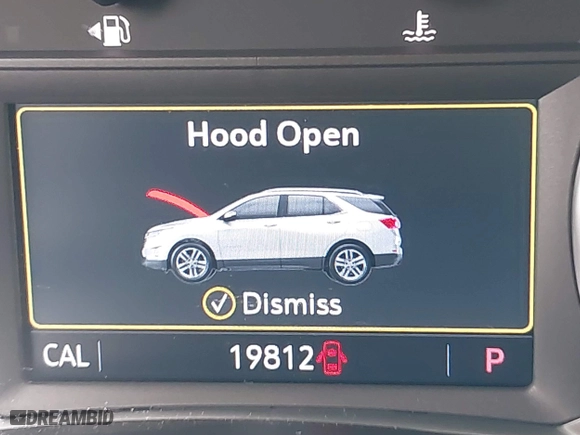 Hood Open
Dismiss
CAL
19812
P
DREAMBID